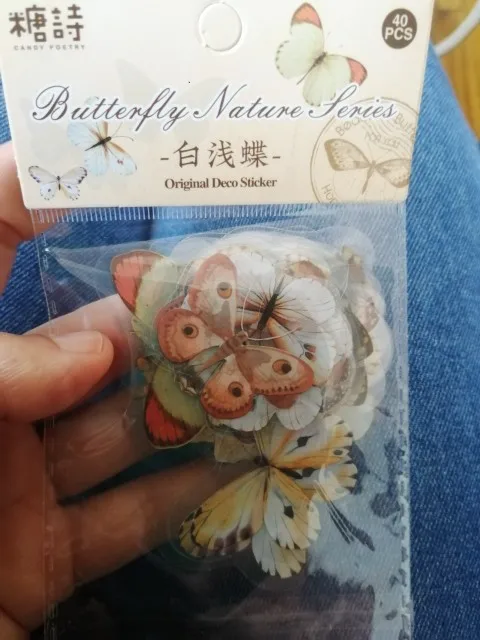 糖詩
CANDY POETRY
40
PCS
Butterfly Nature Series
-白浅蝶-
Original Deco Sticker